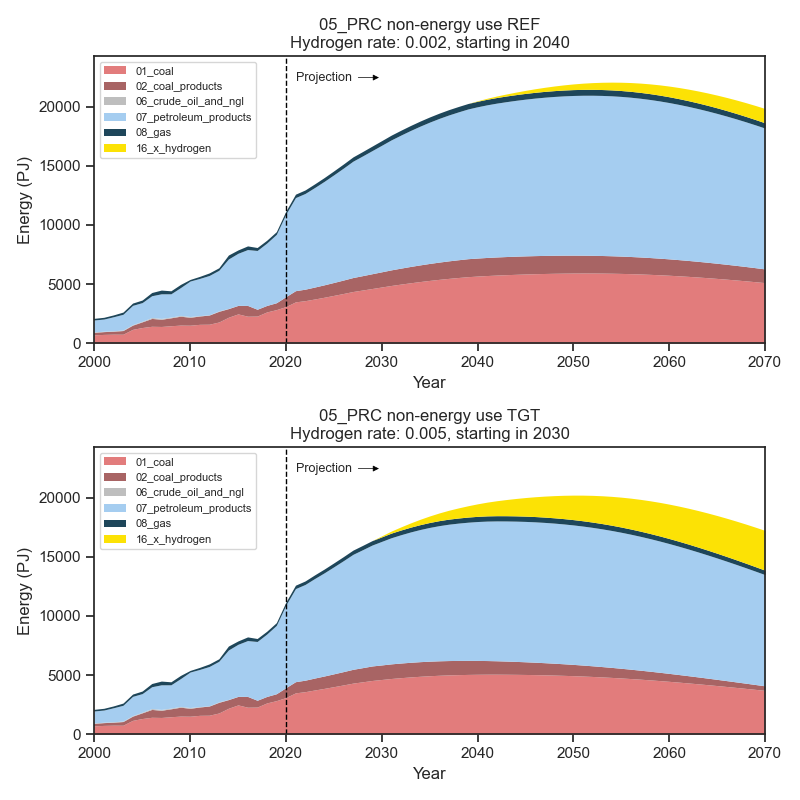 05_PRC non-energy use REF
Hydrogen rate: 0.002, starting in 2040
01_coal
02_coal_products
06_crude_oil_and_ngl
07_petroleum_products
08_gas
16_x_hydrogen
Projection
Energy (PJ)
20000
15000
10000
5000
0
2000 2010 2020 2030 2040 2050 2060 2070
Year
05_PRC non-energy use TGT
Hydrogen rate: 0.005, starting in 2030
01_coal
02_coal_products
06_crude_oil_and_ngl
07_petroleum_products
08_gas
16_x_hydrogen
Projection
Energy (PJ)
20000
15000
10000
5000
0
2000 2010 2020 2030 2040 2050 2060 2070
Year